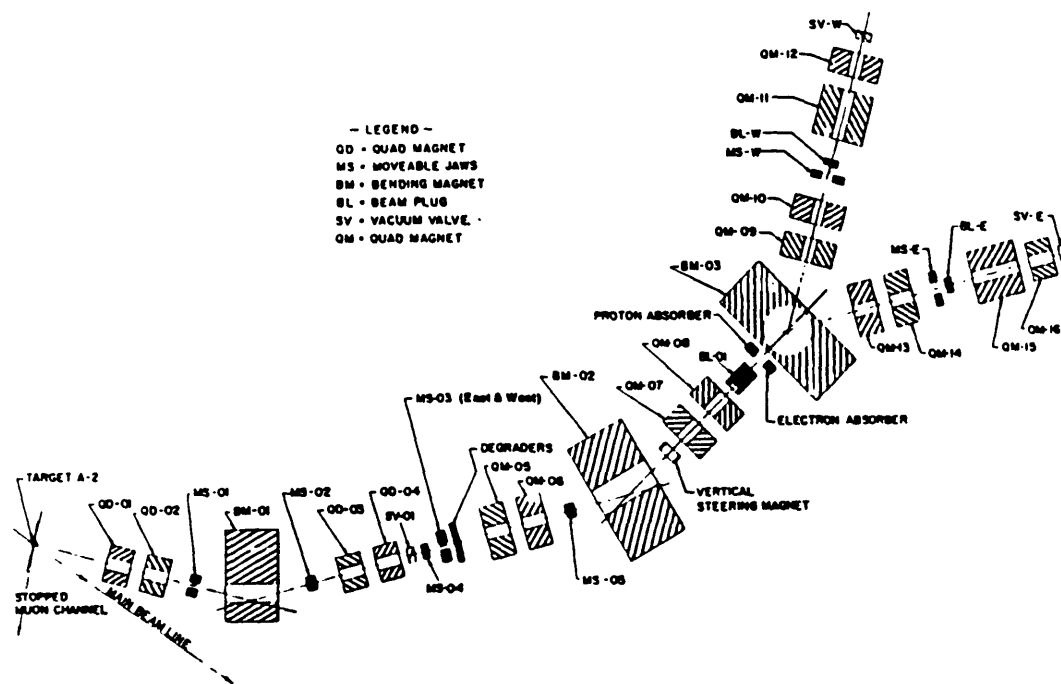 SV-W
QM-12
QM-11
BL-W
MS-W
QM-10
QM-09
BM-03
— LEGEND —
QD = QUAD MAGNET
MS = MOVEABLE JAWS
BM = BENDING MAGNET
BL = BEAM PLUG
SV = VACUUM VALVE
QM = QUAD MAGNET
MS-E
BL-E
SV-E
QM-13
QM-14
QM-15
QM-16
PROTON ABSORBER
QM-08
BL-01
QM-07
BM-02
ELECTRON ABSORBER
MS-03 (East & West)
DEGRADERS
QM-05
QM-06
VERTICAL
STEERING MAGNET
TARGET A-2
QD-01
QD-02
MS-01
BM-01
MS-02
QD-03
QD-04
SV-01
MS-04
MS-05
STOPPED
MUON CHANNEL
MAIN BEAM LINE